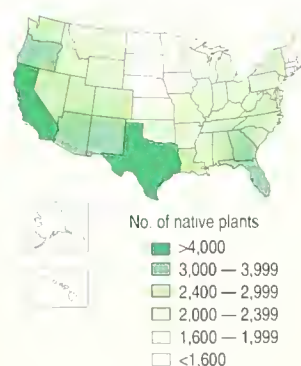 No. of native plants
>4,000
3,000 — 3,999
2,400 — 2,999
2,000 — 2,399
1,600 — 1,999
<1,600